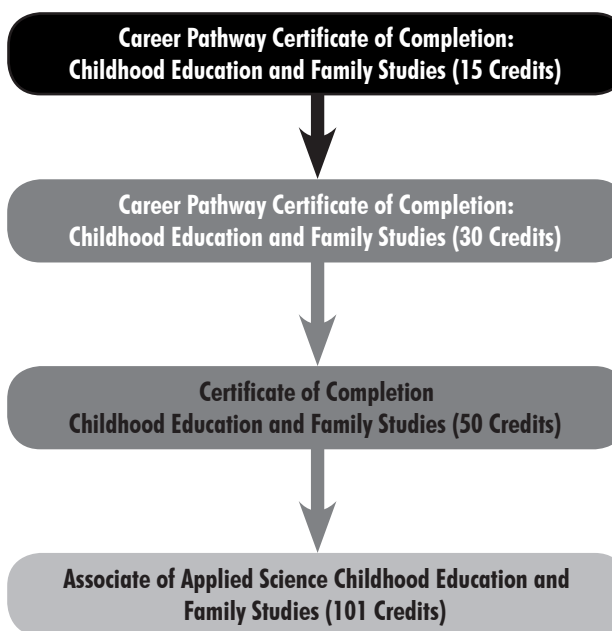 Career Pathway Certificate of Completion:
Childhood Education and Family Studies (15 Credits)
Career Pathway Certificate of Completion:
Childhood Education and Family Studies (30 Credits)
Certificate of Completion
Childhood Education and Family Studies (50 Credits)
Associate of Applied Science Childhood Education and
Family Studies (101 Credits)